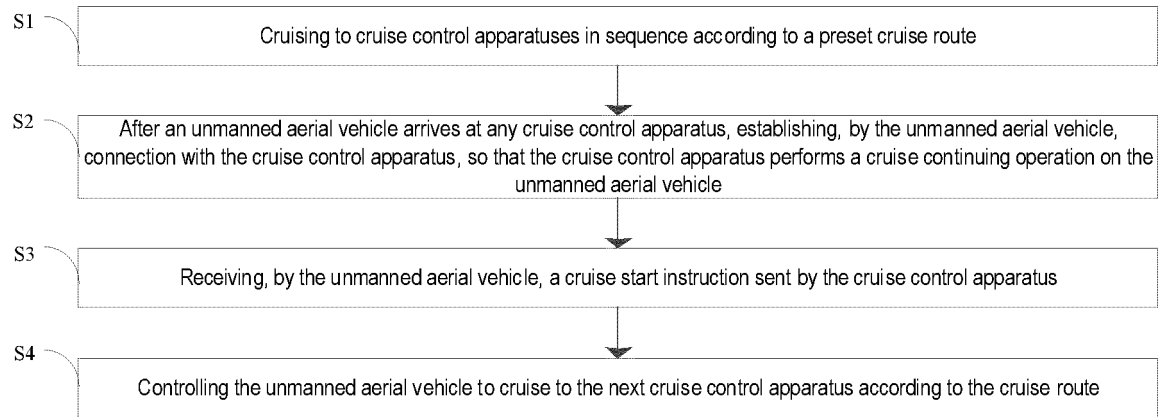 S1
Cruising to cruise control apparatuses in sequence according to a preset cruise route
S2
After an unmanned aerial vehicle arrives at any cruise control apparatus, establishing, by the unmanned aerial vehicle,
connection with the cruise control apparatus, so that the cruise control apparatus performs a cruise continuing operation on the
unmanned aerial vehicle
S3
Receiving, by the unmanned aerial vehicle, a cruise start instruction sent by the cruise control apparatus
S4
Controlling the unmanned aerial vehicle to cruise to the next cruise control apparatus according to the cruise route